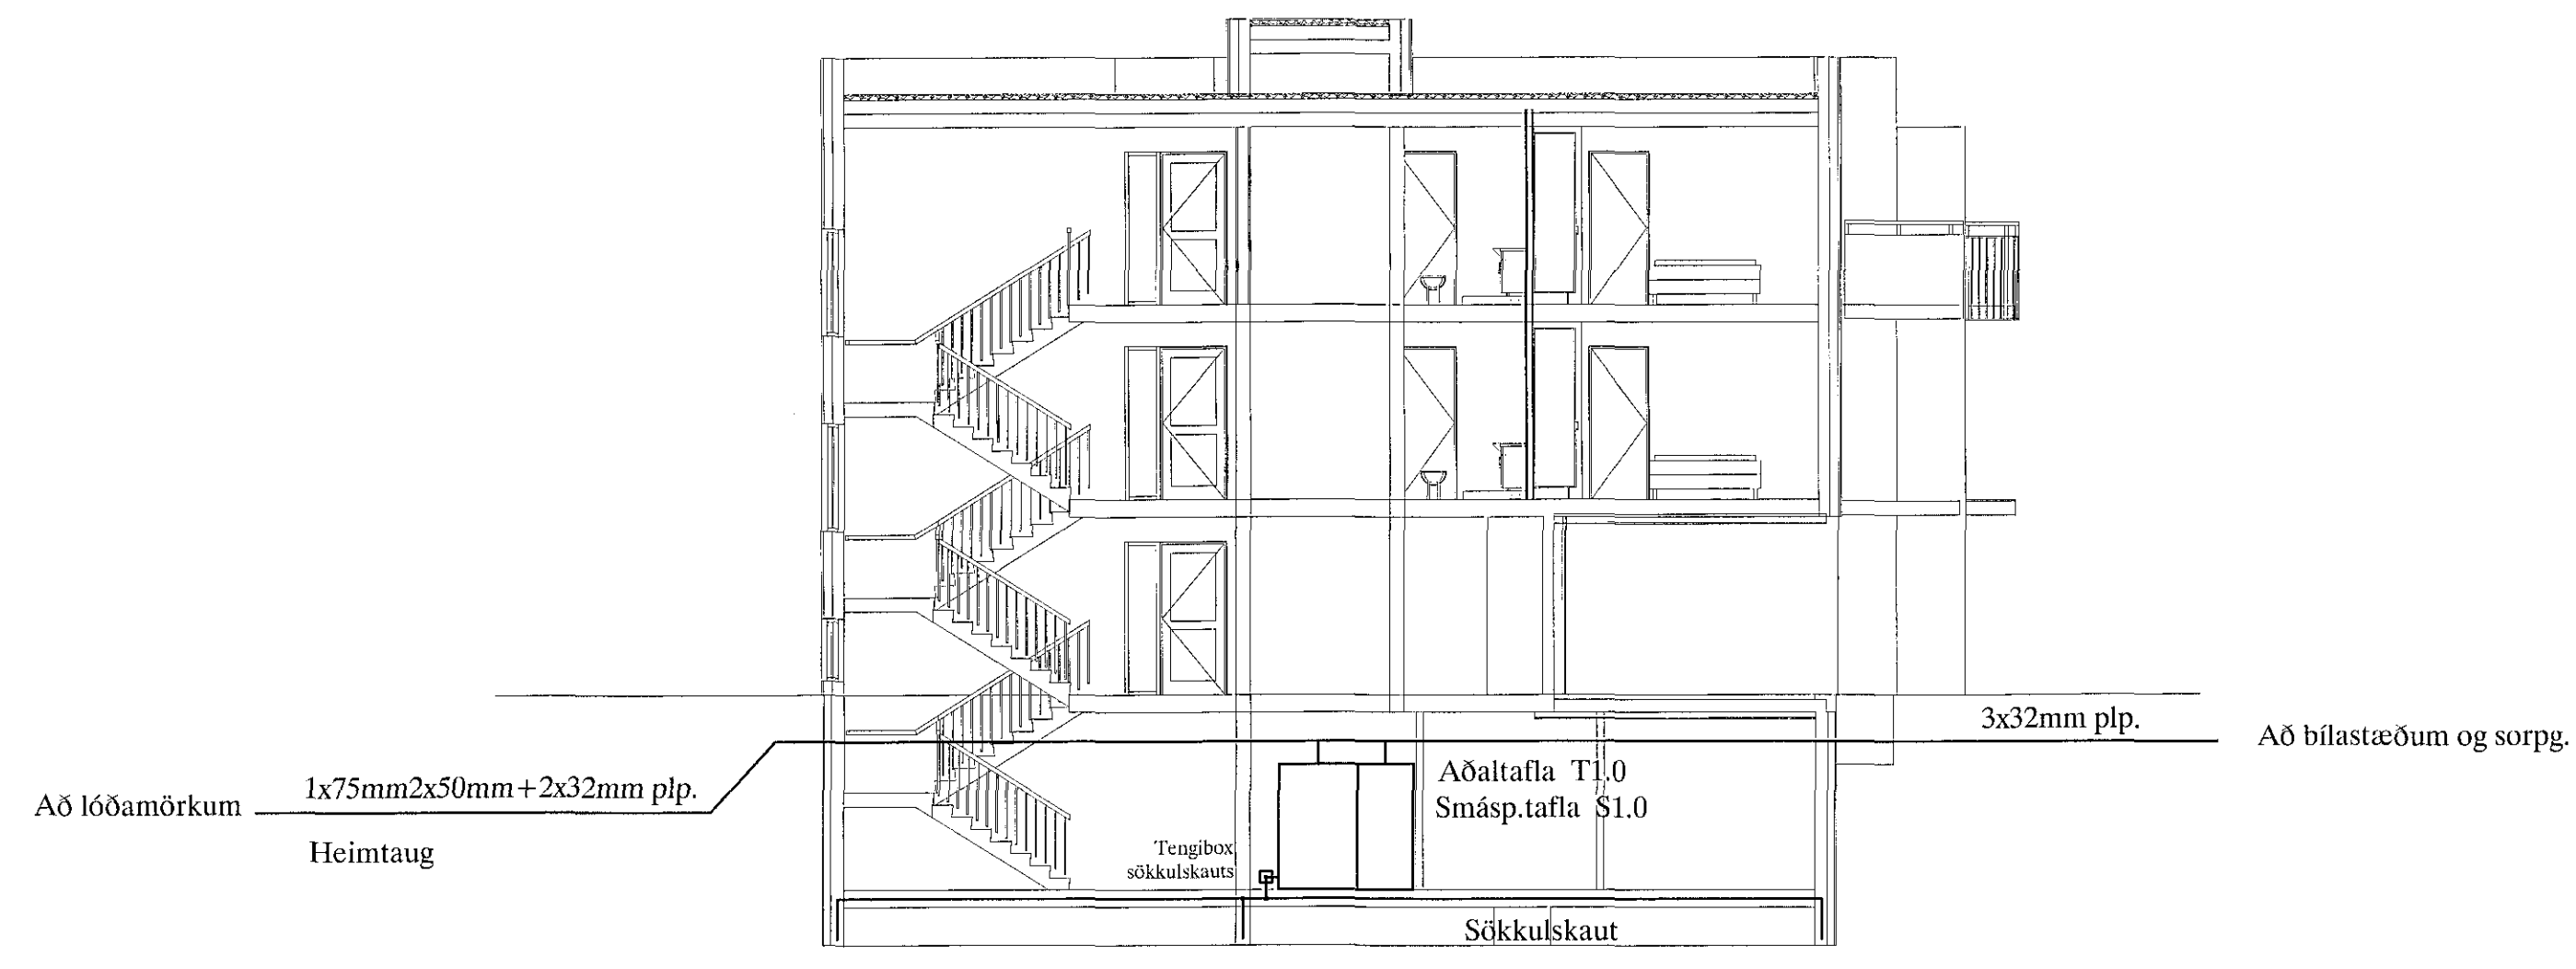 3x32mm plp.
Að bílastæðum og sorpg.
Aðaltafla T1.0
Smásp.tafla S1.0
1x75mm2x50mm+2x32mm plp.
Að lóðamörkum
Heimtaug
Tengibox
sökkulskauts
Sökkulskaut